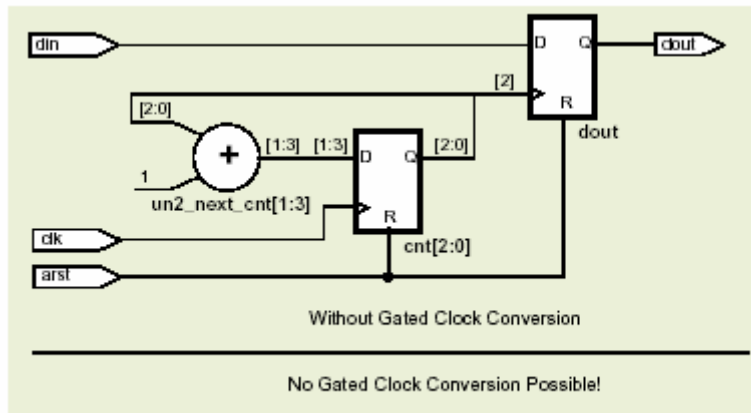 din
D
Q
dout
[2]
R
dout
[2:0]
+
[1:3]
[1:3]
D
Q
[2:0]
1
un2_next_cnt[1:3]
R
clk
cnt[2:0]
arst
Without Gated Clock Conversion
No Gated Clock Conversion Possible!